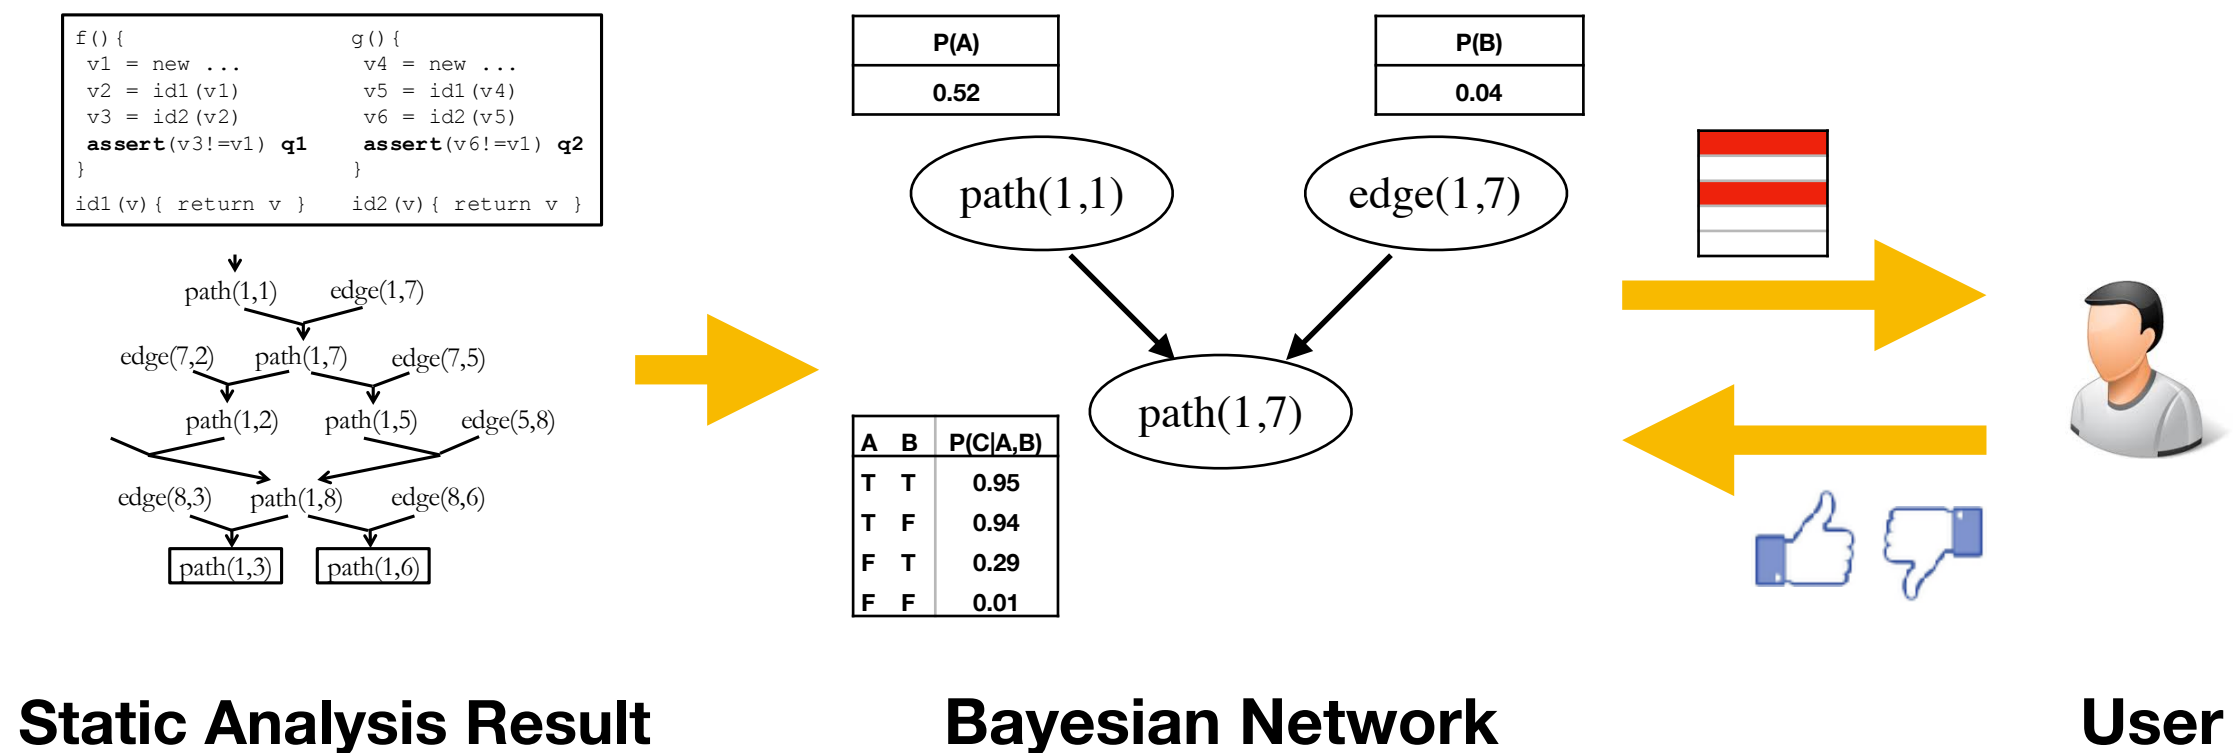 f(){
v1 = new ...
v2 = id1(v1)
v3 = id2(v2)
assert(v3!=v1) q1
}
id1(v){ return v }
g(){
v4 = new ...
v5 = id1(v4)
v6 = id2(v5)
assert(v6!=v1) q2
}
id2(v){ return v }
path(1,1) edge(1,7)
edge(7,2) path(1,7) edge(7,5)
path(1,2) path(1,5) edge(5,8)
edge(8,3) path(1,8) edge(8,6)
path(1,3) path(1,6)
Static Analysis Result
P(A)
0.52
P(B)
0.04
path(1,1)
edge(1,7)
path(1,7)
A B P(C|A,B)
T T 0.95
T F 0.94
F T 0.29
F F 0.01
Bayesian Network
User